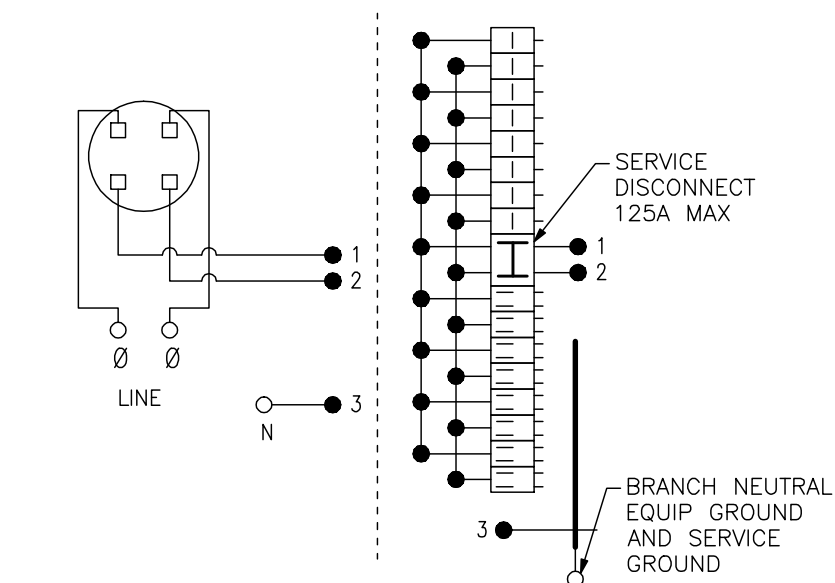 SERVICE
DISCONNECT
125A MAX
1
2
1
2
Ø Ø
LINE
3
N
3
BRANCH NEUTRAL
EQUIP GROUND
AND SERVICE
GROUND